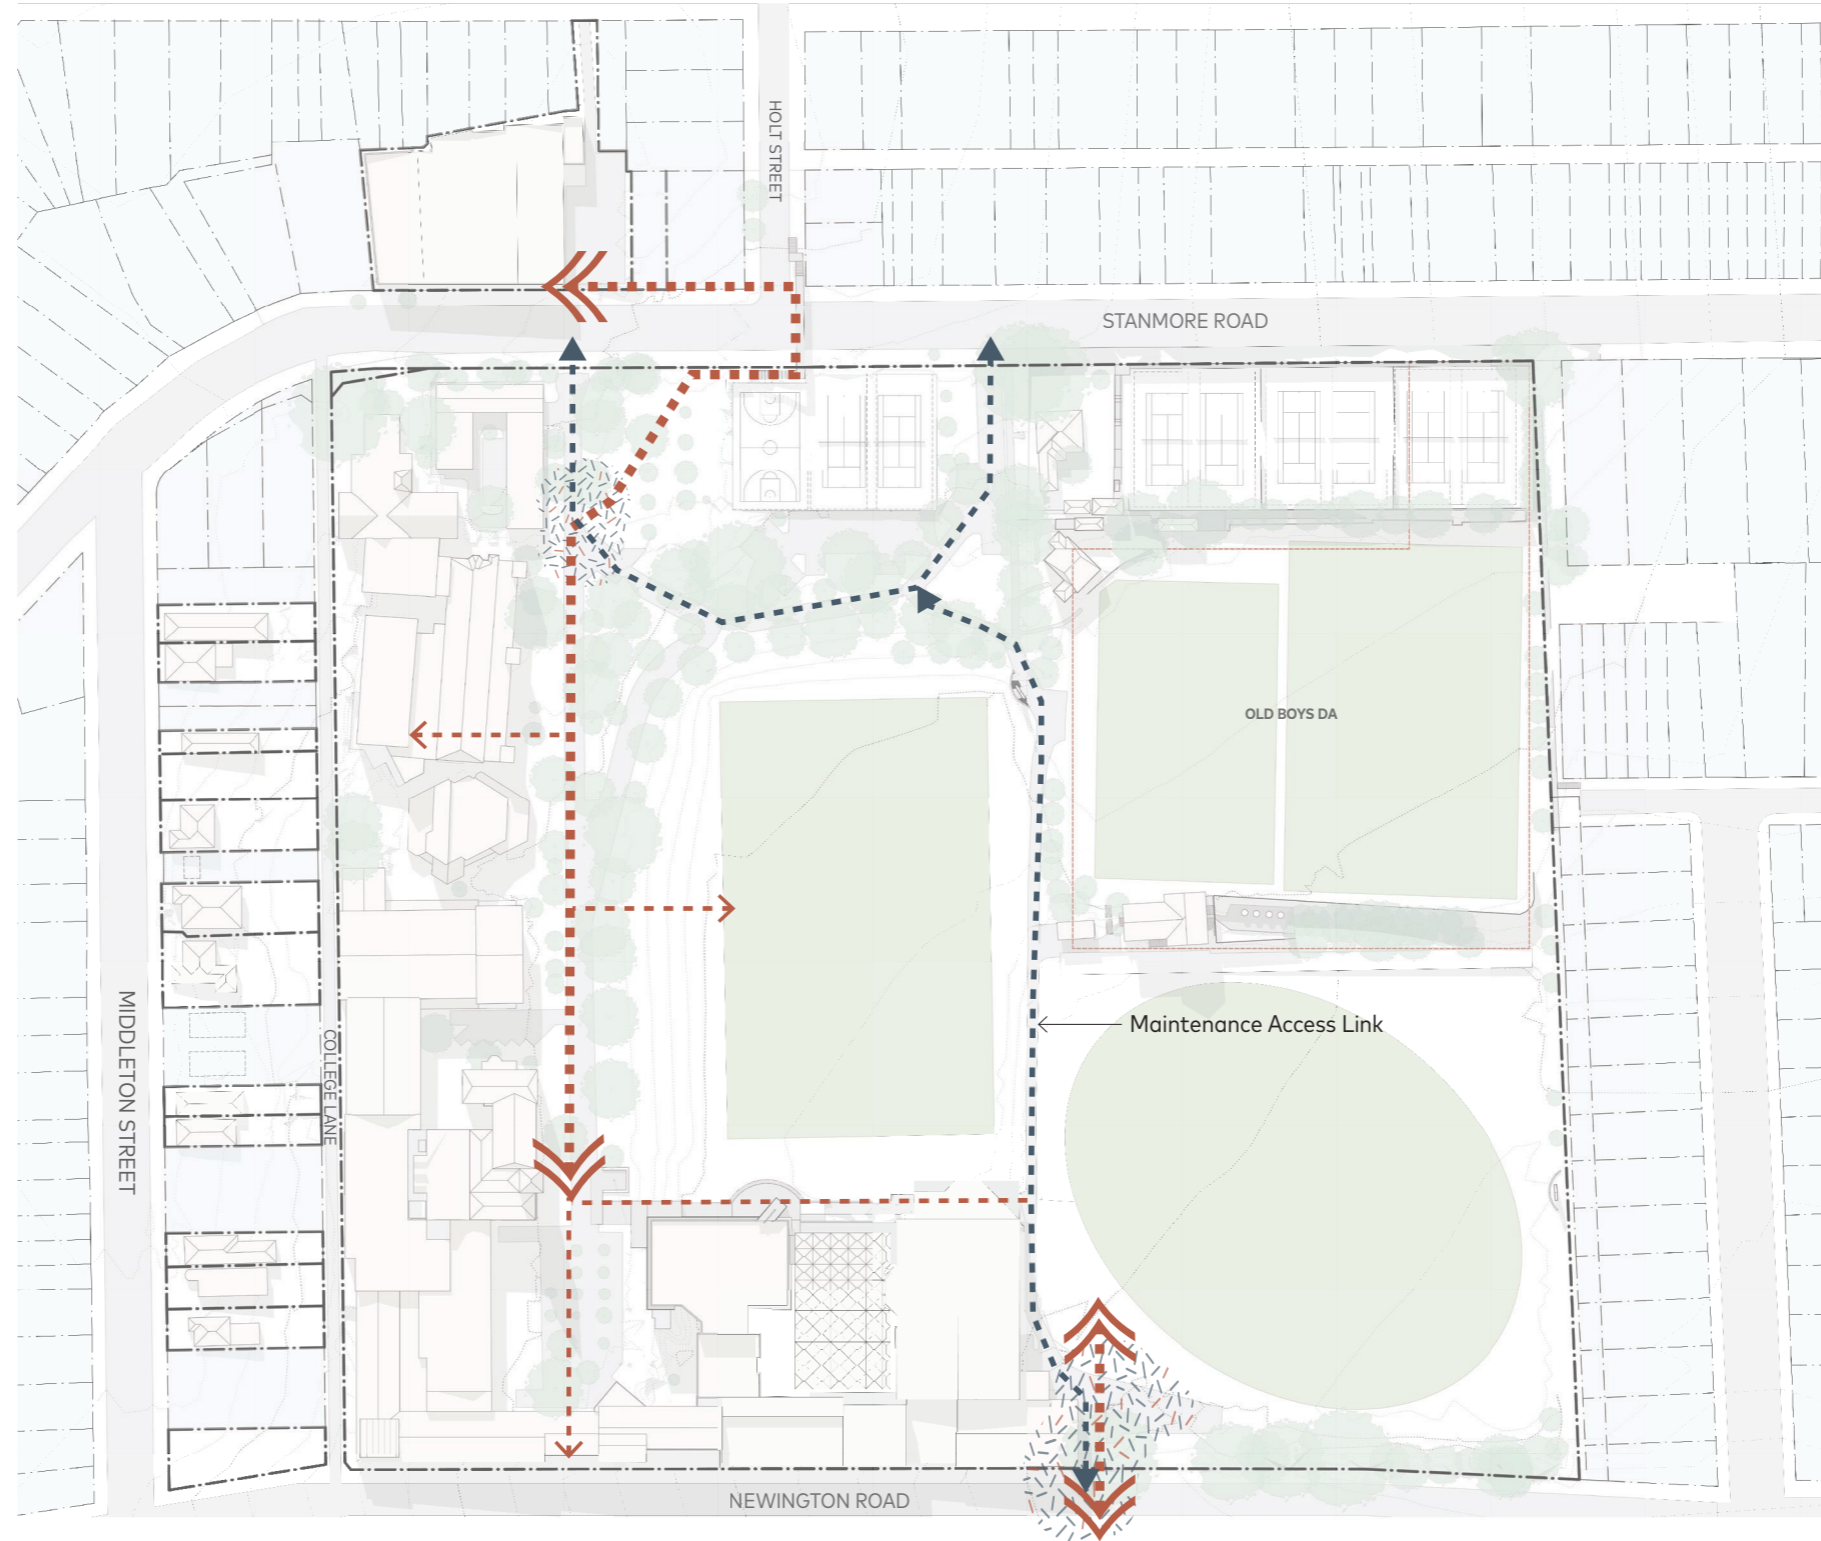 HOLT STREET
STANMORE ROAD
OLD BOYS DA
Maintenance Access Link
MIDDLETON STREET
COLLEGE LANE
NEWINGTON ROAD